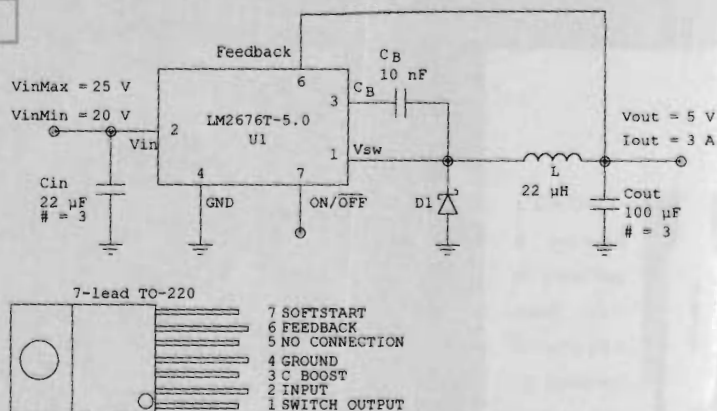 Feedback
C B
10 nF
VinMax = 25 V
VinMin = 20 V
6
C B
3
LM2676T-5.0
U1
2
Vin
1
Vsw
Vout = 5 V
Iout = 3 A
L
22 µH
4
7
GND
ON/OFF
D1
Cin
22 µF
# = 3
Cout
100 µF
# = 3
7-lead TO-220
7 SOFTSTART
6 FEEDBACK
5 NO CONNECTION
4 GROUND
3 C BOOST
2 INPUT
1 SWITCH OUTPUT